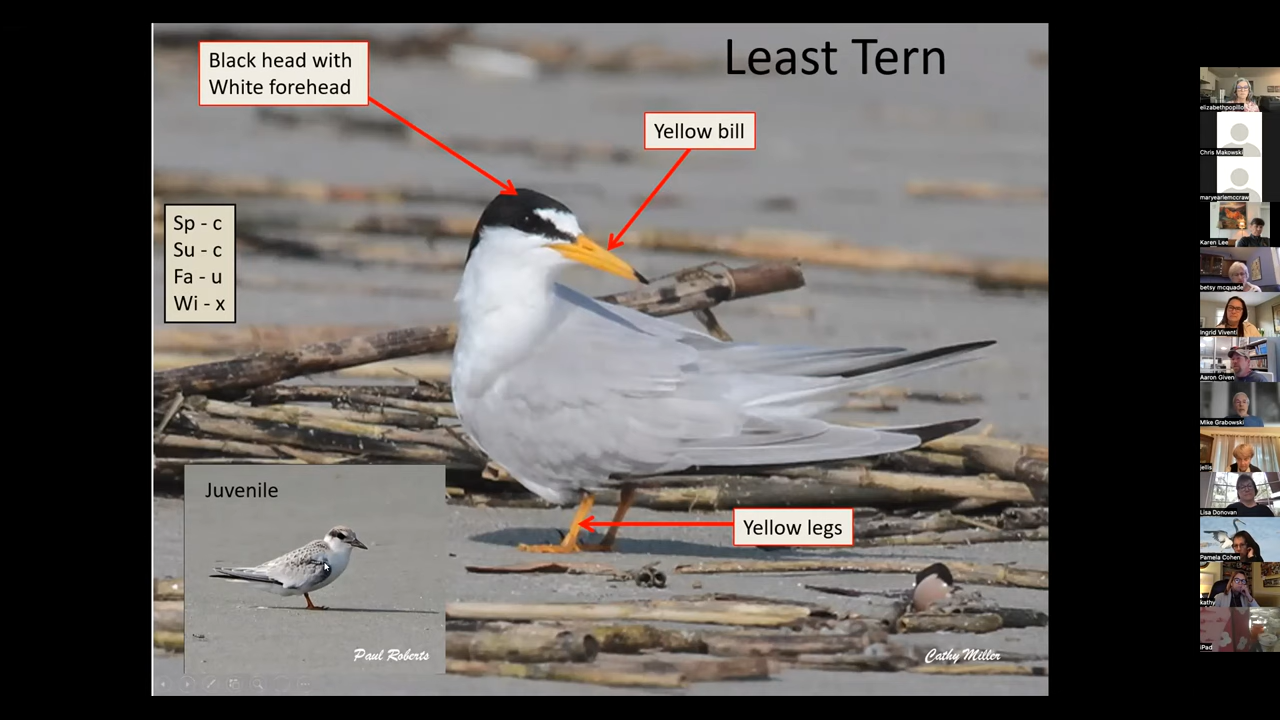 Least Tern
Black head with
White forehead
Yellow bill
Sp - c
Su - c
Fa - u
Wi - x
Yellow legs
Juvenile
Paul Roberts
Cathy Miller
Chris Makowski
maryearlemccraw
Karen Lee
betsy mcquade
Ingrid Viventi
Aaron Given
Mike Grabowski
jellis
Lisa Donovan
Pamela Cohen
kathy
iPad